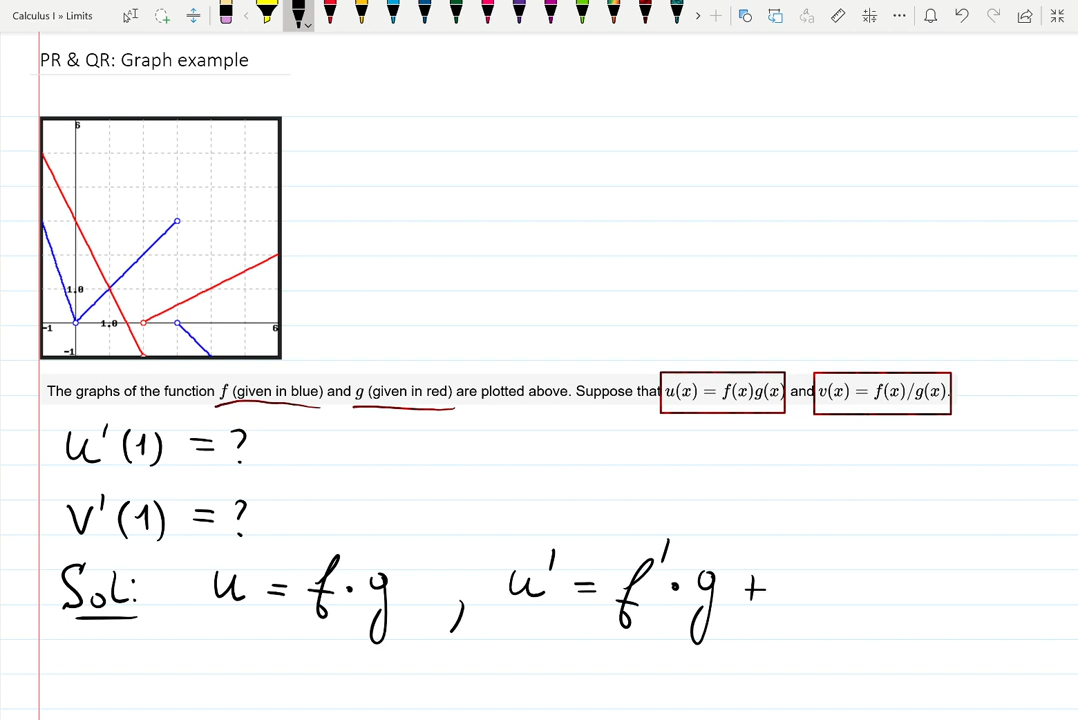 Calculus I » Limits
PR & QR: Graph example
6
1.0
-1 1.0 6
-1
The graphs of the function f (given in blue) and g (given in red) are plotted above. Suppose that u(x) = f(x)g(x) and v(x) = f(x)/g(x).
u'(1) = ?
v'(1) = ?
Sol: u = f · g , u' = f' · g +